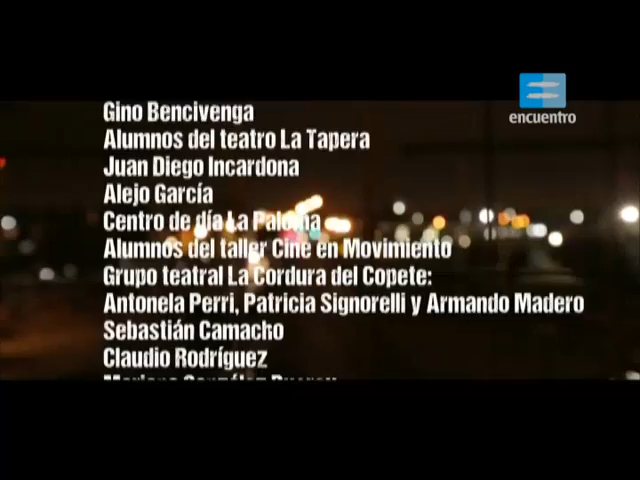 encuentro
Gino Bencivenga
Alumnos del teatro La Tapera
Juan Diego Incardona
Alejo García
Centro de día La Paloma
Alumnos del taller Cine en Movimiento
Grupo teatral La Cordura del Copete:
Antonela Perri, Patricia Signorelli y Armando Madero
Sebastián Camacho
Claudio Rodríguez